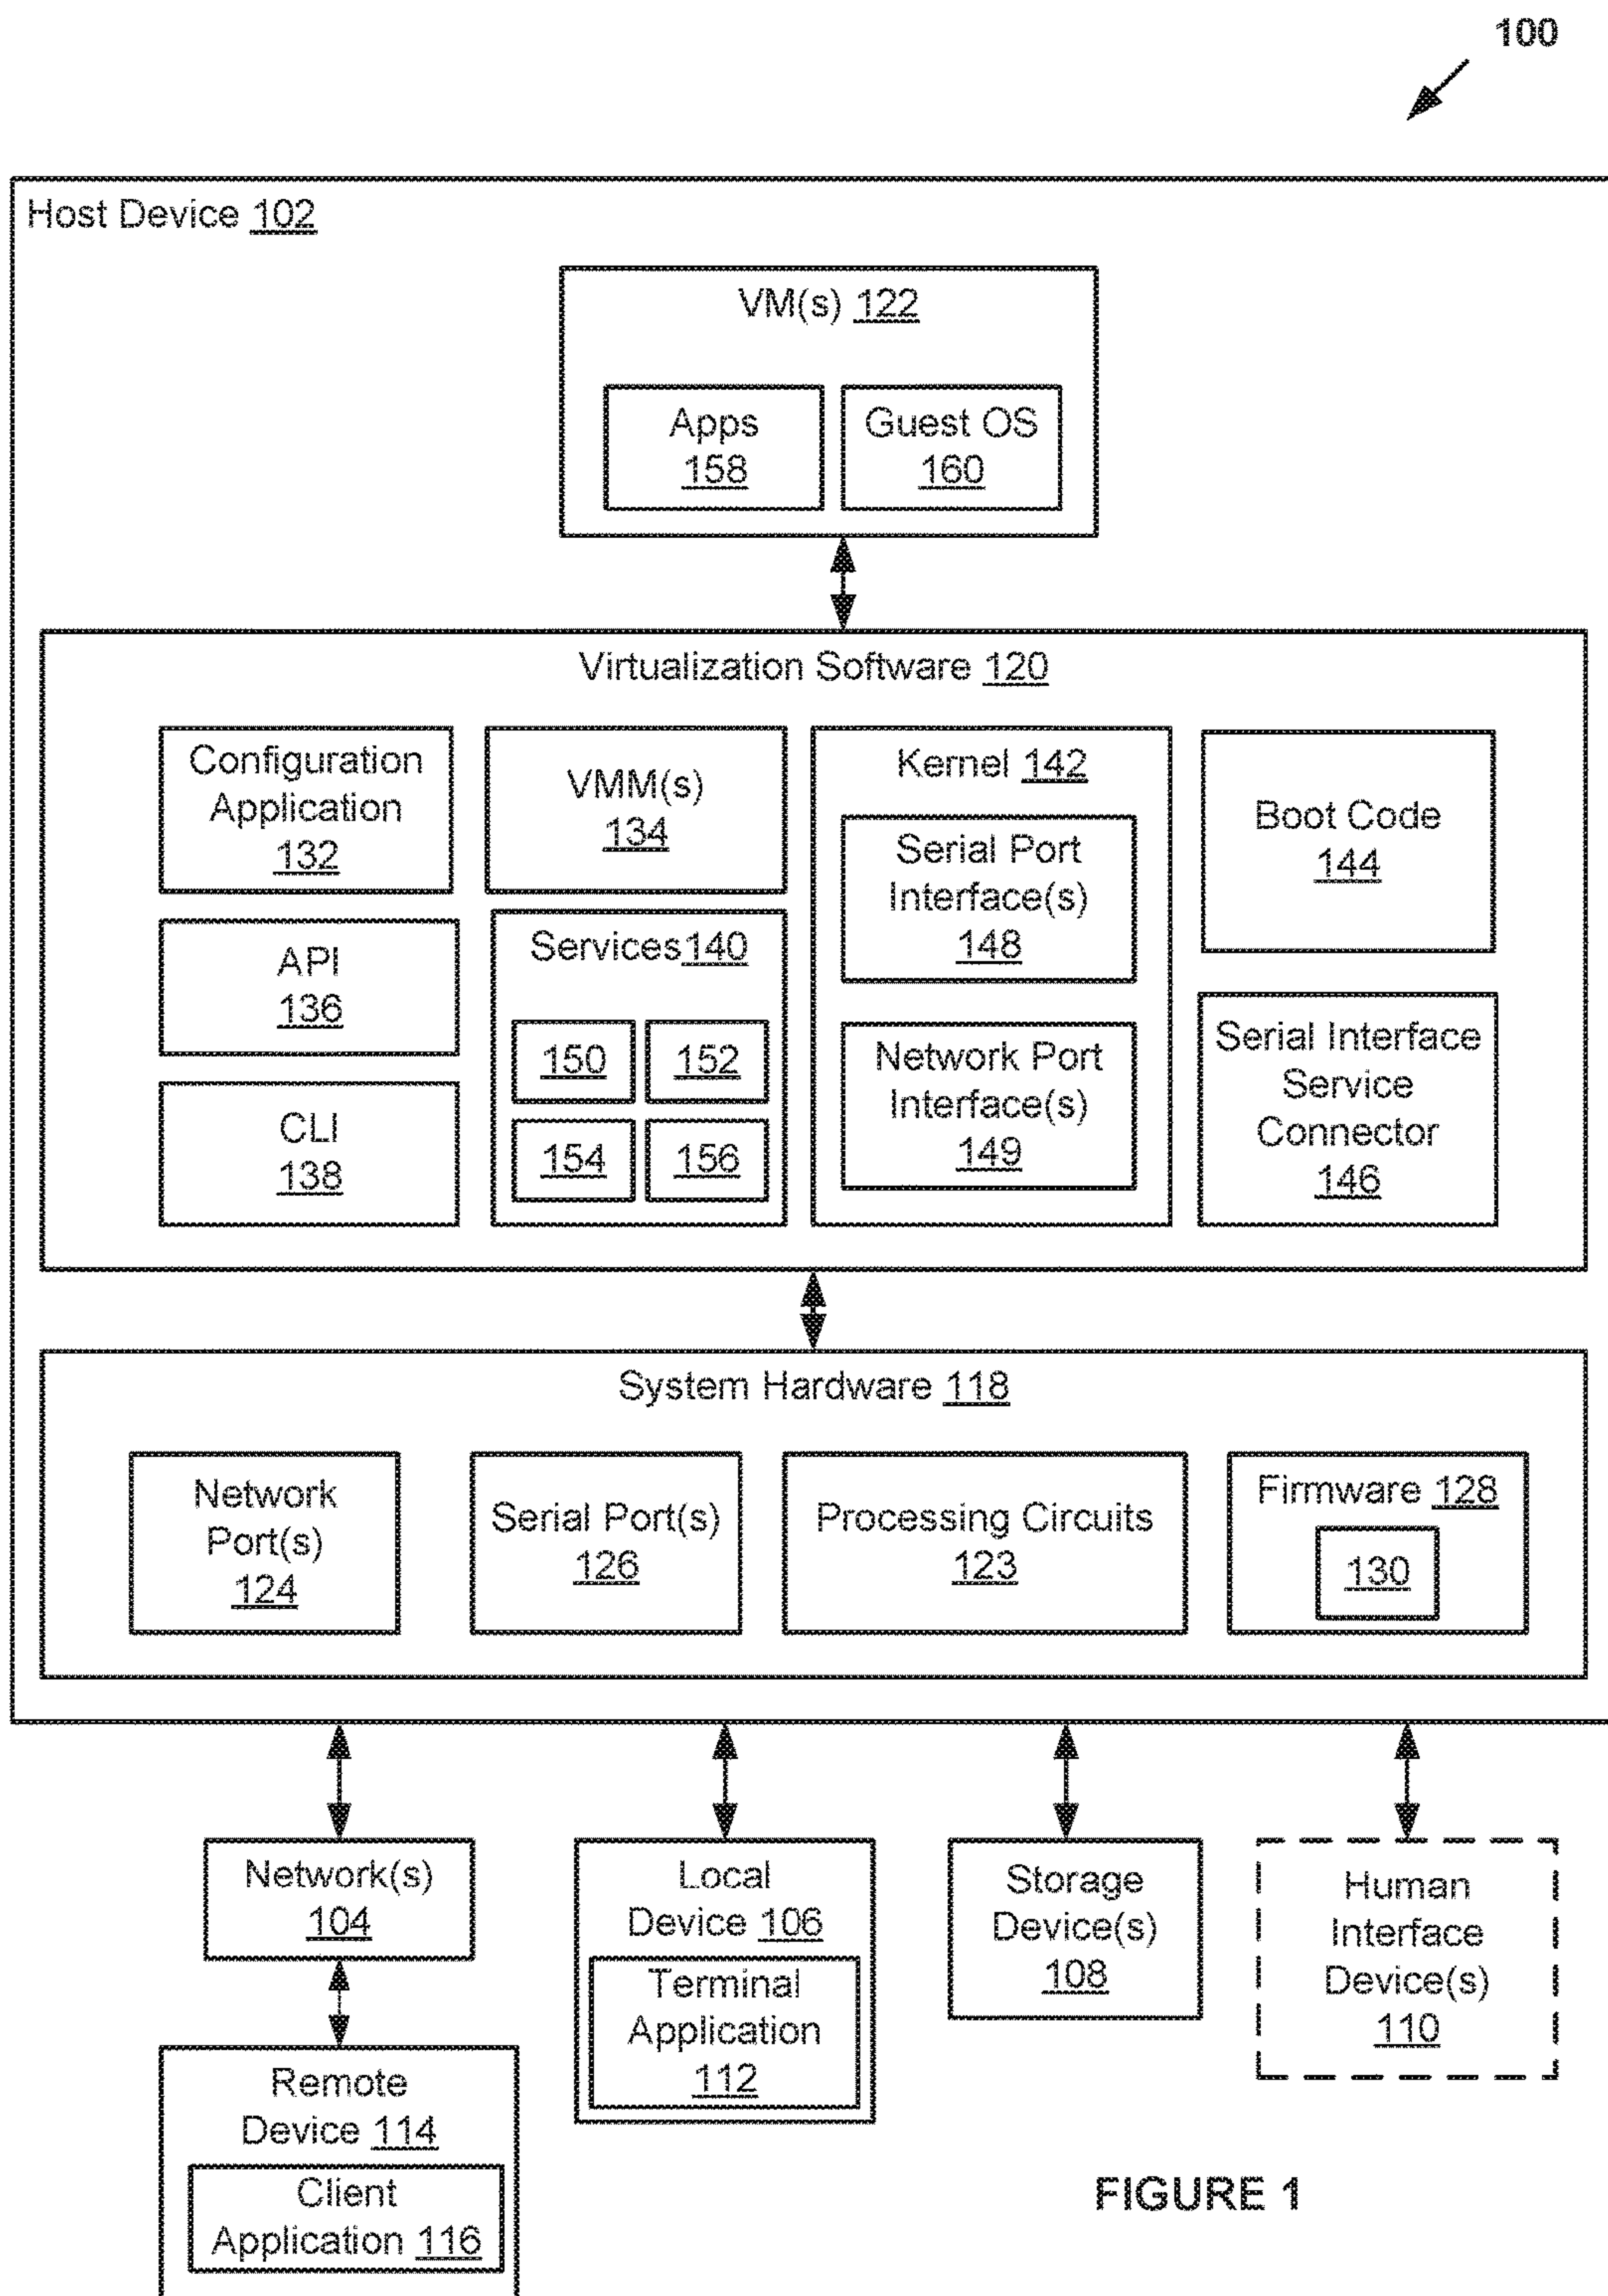 100
Host Device 102
VM(s) 122
Apps
158
Guest OS
160
Virtualization Software 120
Configuration
Application
132
VMM(s)
134
Kernel 142
Serial Port
Interface(s)
148
Network Port
Interface(s)
149
Boot Code
144
API
136
Services 140
150 152
154 156
CLI
138
Serial Interface
Service
Connector
146
System Hardware 118
Network
Port(s)
124
Serial Port(s)
126
Processing Circuits
123
Firmware 128
130
Network(s)
104
Local
Device 106
Terminal
Application
112
Storage
Device(s)
108
Human
Interface
Device(s)
110
Remote
Device 114
Client
Application 116
FIGURE 1